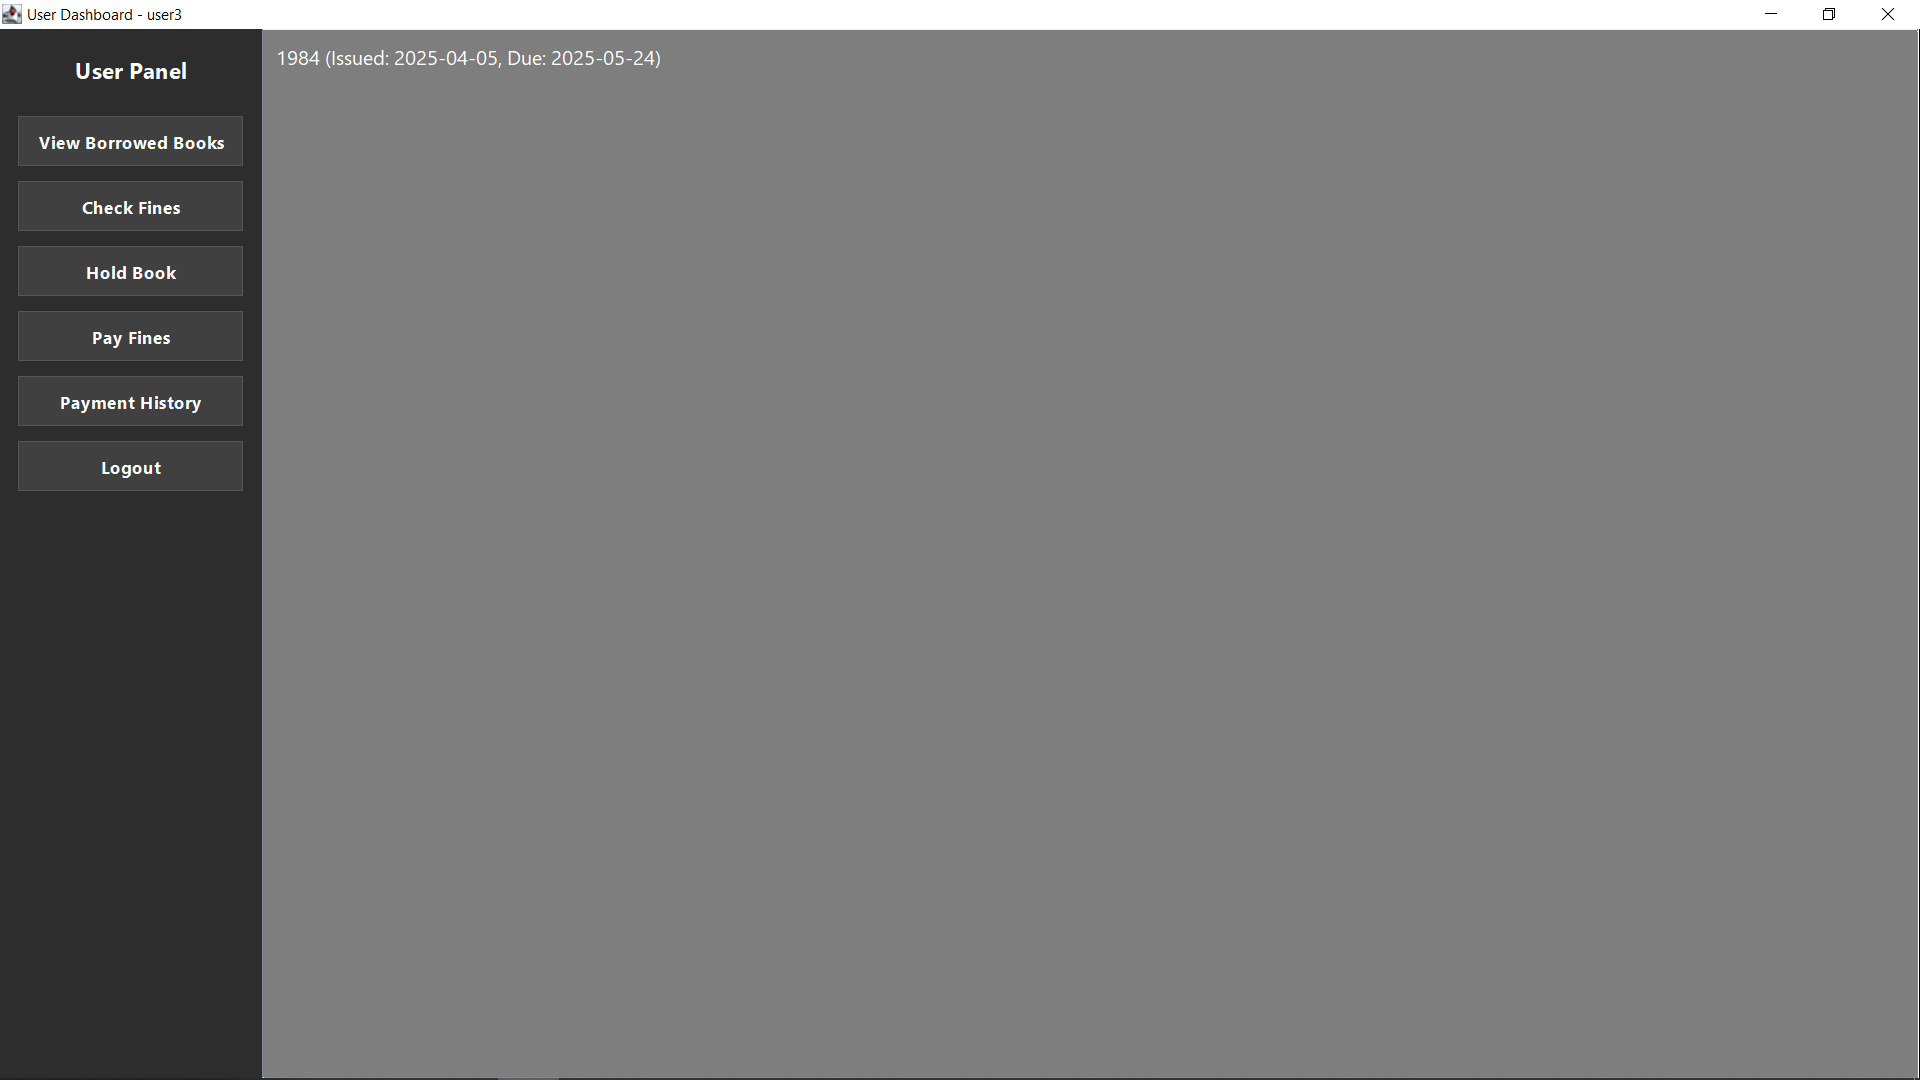 User Dashboard - user3
User Panel
View Borrowed Books
Check Fines
Hold Book
Pay Fines
Payment History
Logout
1984 (Issued: 2025-04-05, Due: 2025-05-24)